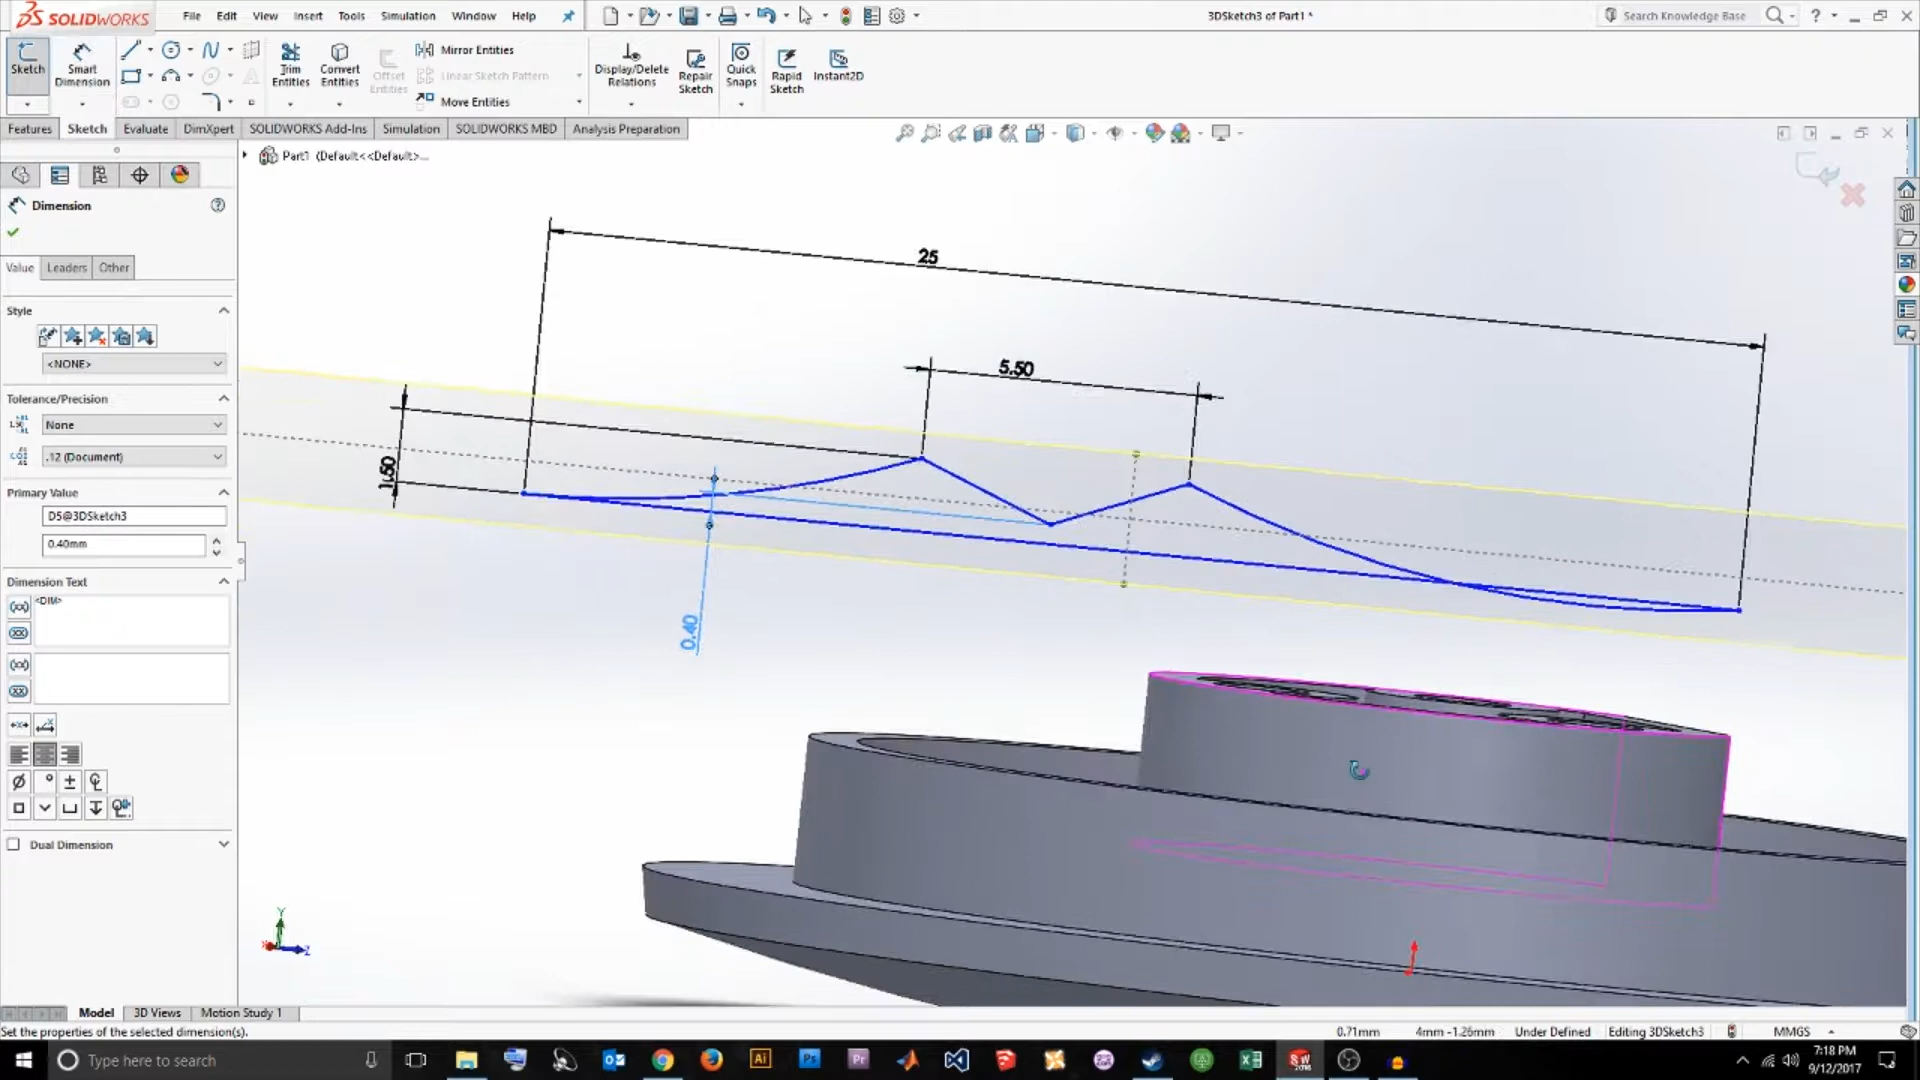 SOLIDWORKS
File Edit View Insert Tools Simulation Window Help
3DSketch3 of Part1 *
Search Knowledge Base
Sketch
Smart Dimension
Trim Entities
Convert Entities
Offset Entities
Mirror Entities
Linear Sketch Pattern
Move Entities
Display/Delete Relations
Repair Sketch
Quick Snaps
Rapid Sketch
Instant2D
Features Sketch Evaluate DimXpert SOLIDWORKS Add-Ins Simulation SOLIDWORKS MBD Analysis Preparation
Part1 (Default<<Default>...
Dimension
Value Leaders Other
Style
<NONE>
Tolerance/Precision
None
.12 (Document)
Primary Value
D5@3DSketch3
0.40mm
Dimension Text
<DIM>
Dual Dimension
25
5.50
1.50
0.40
Y
X
Z
Model 3D Views Motion Study 1
Set the properties of the selected dimension(s).
0.71mm 4mm -1.26mm Under Defined Editing 3DSketch3 MMGS
Type here to search
7:18 PM
9/12/2017